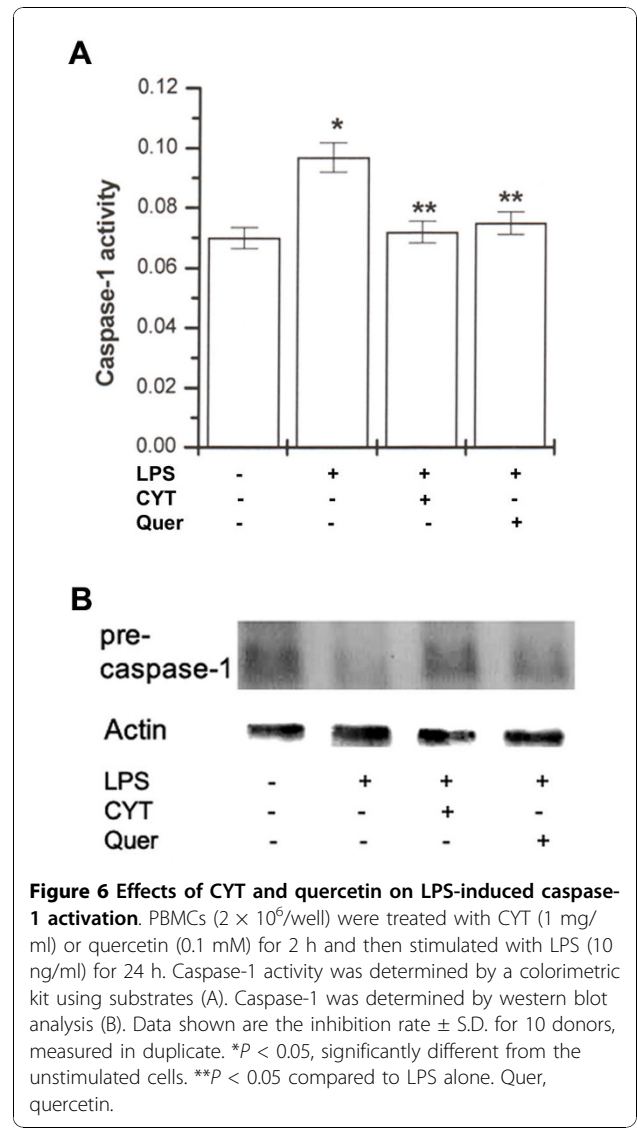 A
0.12
*
0.10
**
**
0.08
0.06
0.04
0.02
0.00
Caspase-1 activity
LPS - + + +
CYT - - + -
Quer - - - +
B
pre-
caspase-1
Actin
LPS - + + +
CYT - - + -
Quer - - - +
Figure 6 Effects of CYT and quercetin on LPS-induced caspase-
1 activation. PBMCs (2 × 10⁶/well) were treated with CYT (1 mg/
ml) or quercetin (0.1 mM) for 2 h and then stimulated with LPS (10
ng/ml) for 24 h. Caspase-1 activity was determined by a colorimetric
kit using substrates (A). Caspase-1 was determined by western blot
analysis (B). Data shown are the inhibition rate ± S.D. for 10 donors,
measured in duplicate. *P < 0.05, significantly different from the
unstimulated cells. **P < 0.05 compared to LPS alone. Quer,
quercetin.